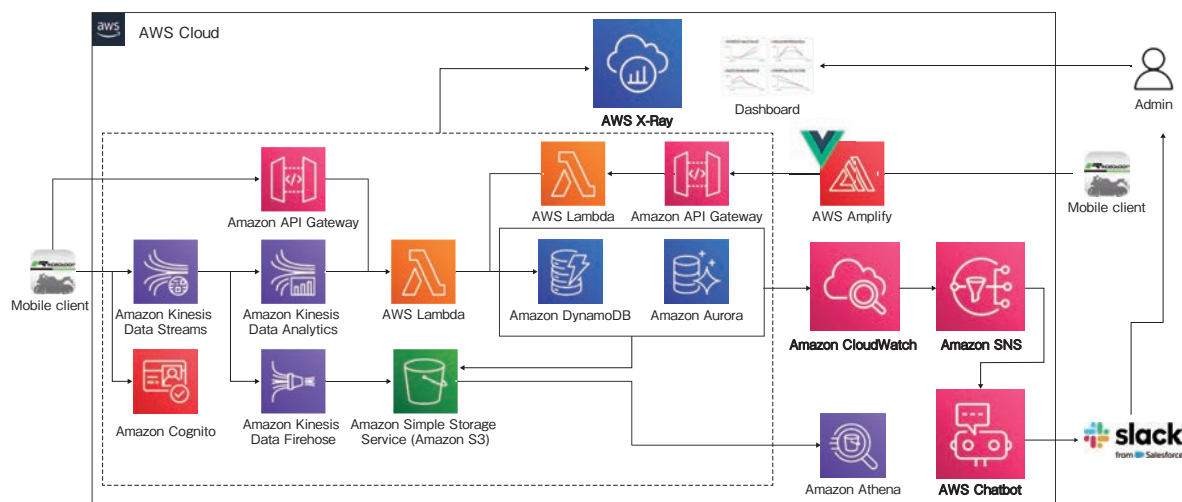 aws
AWS Cloud
AWS X-Ray
Dashboard
Admin
Amazon API Gateway
AWS Lambda
Amazon API Gateway
AWS Amplify
Mobile client
Mobile client
Amazon Kinesis
Data Streams
Amazon Kinesis
Data Analytics
AWS Lambda
Amazon DynamoDB
Amazon Aurora
Amazon CloudWatch
Amazon SNS
Amazon Cognito
Amazon Kinesis
Data Firehose
Amazon Simple Storage
Service (Amazon S3)
Amazon Athena
AWS Chatbot
slack
from Salesforce